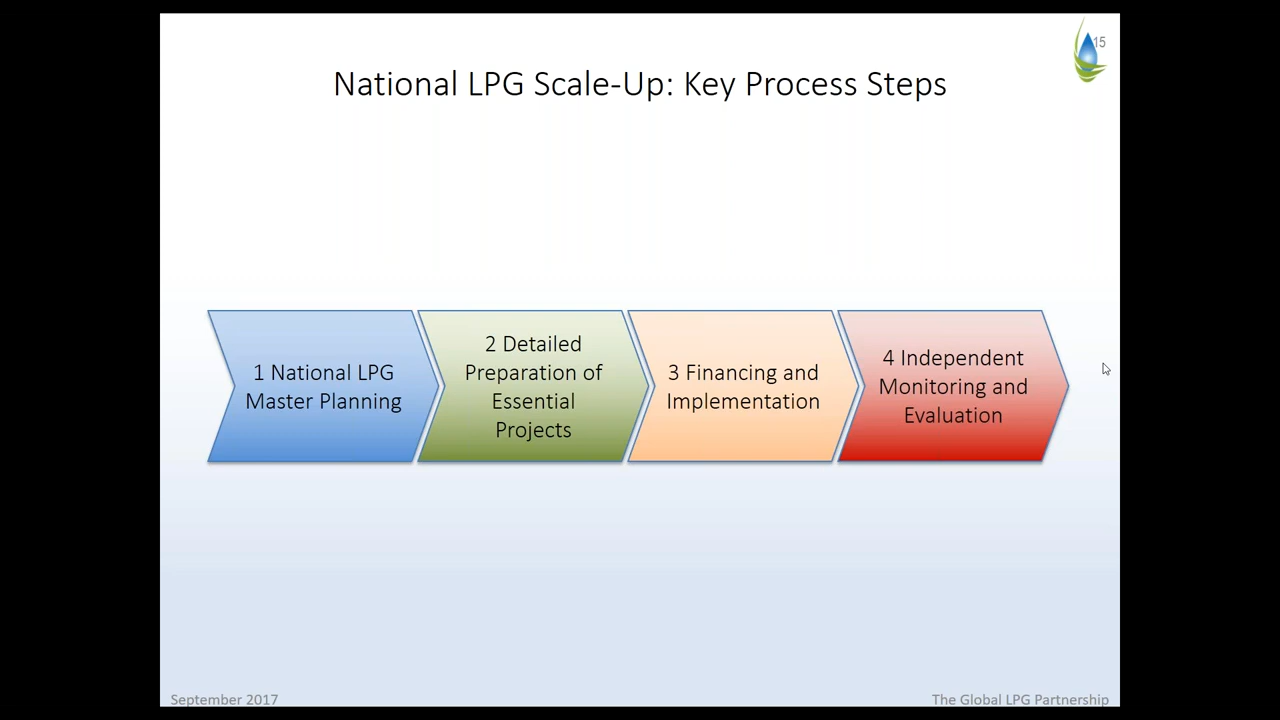 15
National LPG Scale-Up: Key Process Steps
1 National LPG
Master Planning
2 Detailed
Preparation of
Essential
Projects
3 Financing and
Implementation
4 Independent
Monitoring and
Evaluation
September 2017
The Global LPG Partnership